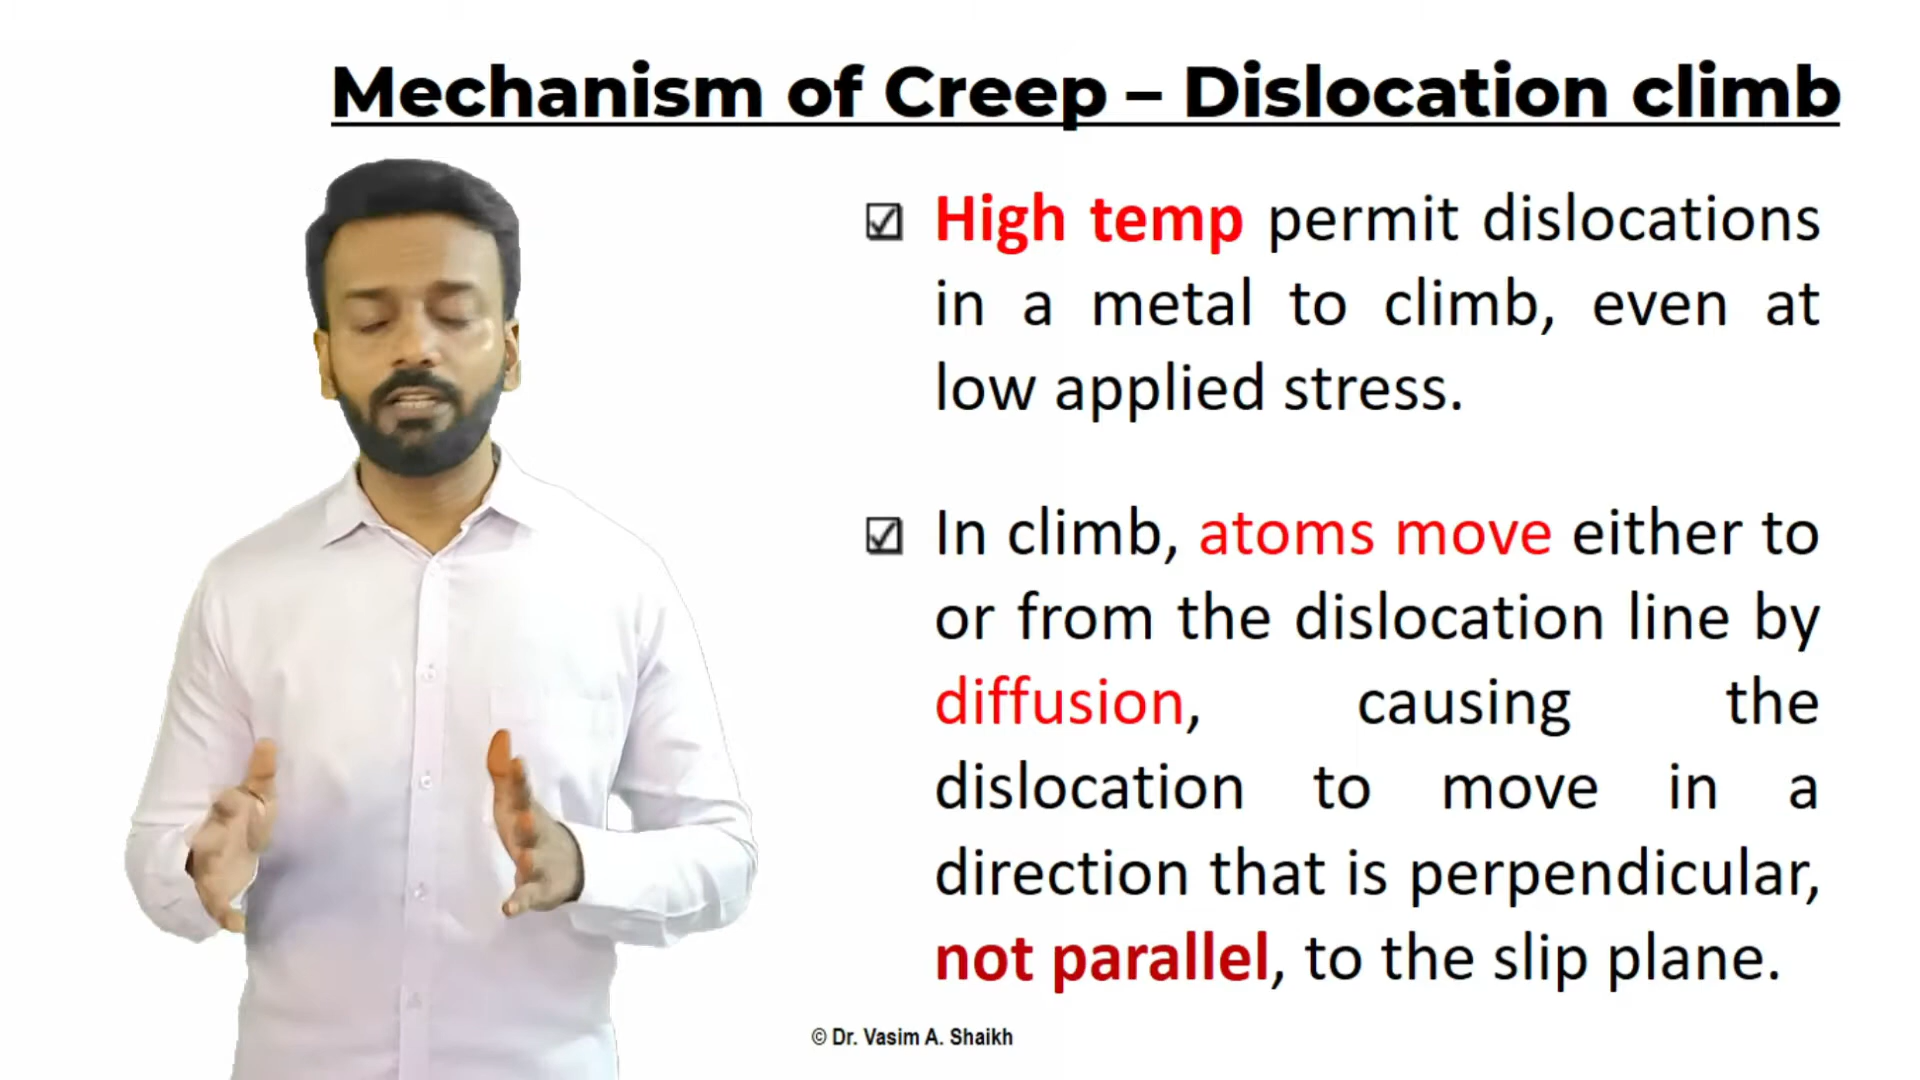 Mechanism of Creep – Dislocation climb
High temp permit dislocations
in a metal to climb, even at
low applied stress.
In climb, atoms move either to
or from the dislocation line by
diffusion, causing the
dislocation to move in a
direction that is perpendicular,
not parallel, to the slip plane.
© Dr. Vasim A. Shaikh